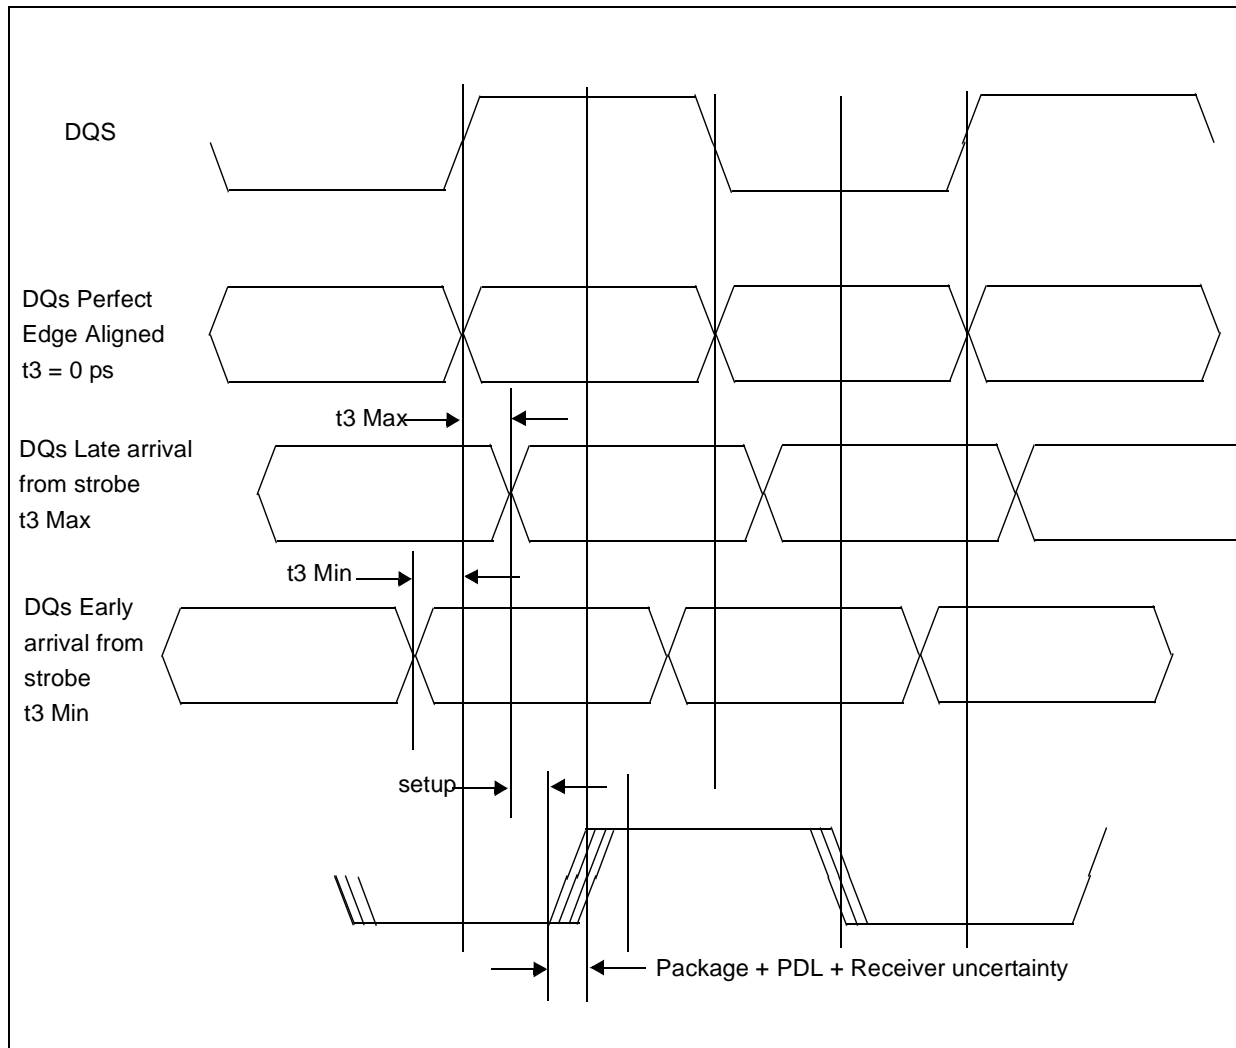 DQS
DQs Perfect
Edge Aligned
t3 = 0 ps
t3 Max
DQs Late arrival
from strobe
t3 Max
t3 Min
DQs Early
arrival from
strobe
t3 Min
setup
Package + PDL + Receiver uncertainty